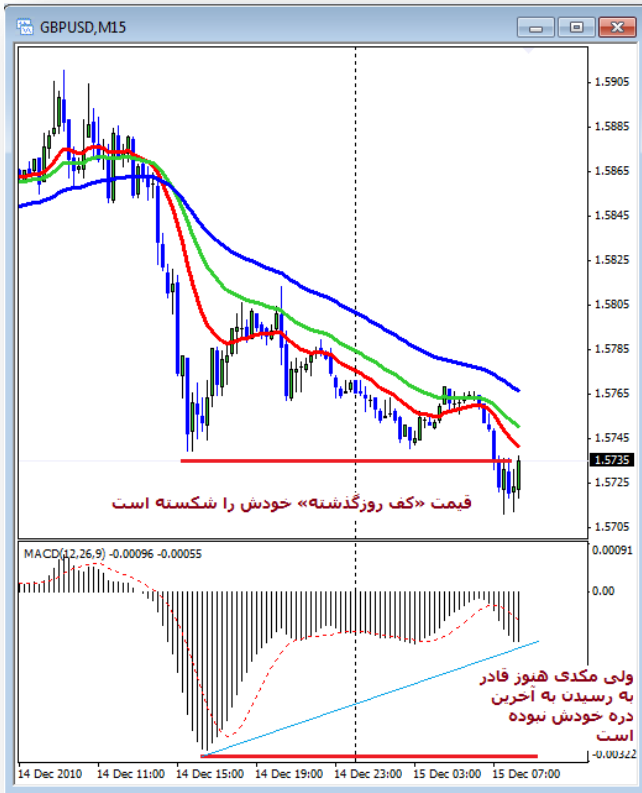 GBPUSD,M15
1.5905
1.5885
1.5865
1.5845
1.5825
1.5805
1.5785
1.5765
1.5745
1.5735
1.5725
1.5705
قیمت «کف روزگذشته» خودش را شکسته است
MACD(12,26,9) -0.00096 -0.00055
0.00091
0.00
ولی مکدی هنوز قادر
به رسیدن به آخرین
دره خودش نبوده
است
-0.00322
14 Dec 2010 14 Dec 11:00 14 Dec 15:00 14 Dec 19:00 14 Dec 23:00 15 Dec 03:00 15 Dec 07:00